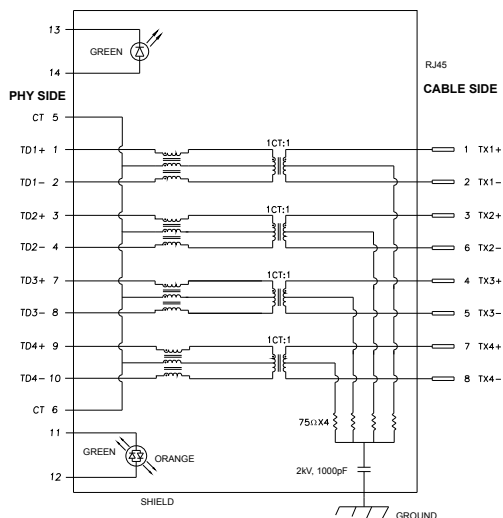 13
GREEN
14
RJ45
PHY SIDE
CABLE SIDE
CT 5
1CT:1
TD1+ 1
1 TX1+
TD1- 2
2 TX1-
1CT:1
TD2+ 3
3 TX2+
TD2- 4
6 TX2-
1CT:1
TD3+ 7
4 TX3+
TD3- 8
5 TX3-
1CT:1
TD4+ 9
7 TX4+
TD4- 10
8 TX4-
CT 6
75ΩX4
11
GREEN
ORANGE
12
2kV, 1000pF
SHIELD
GROUND